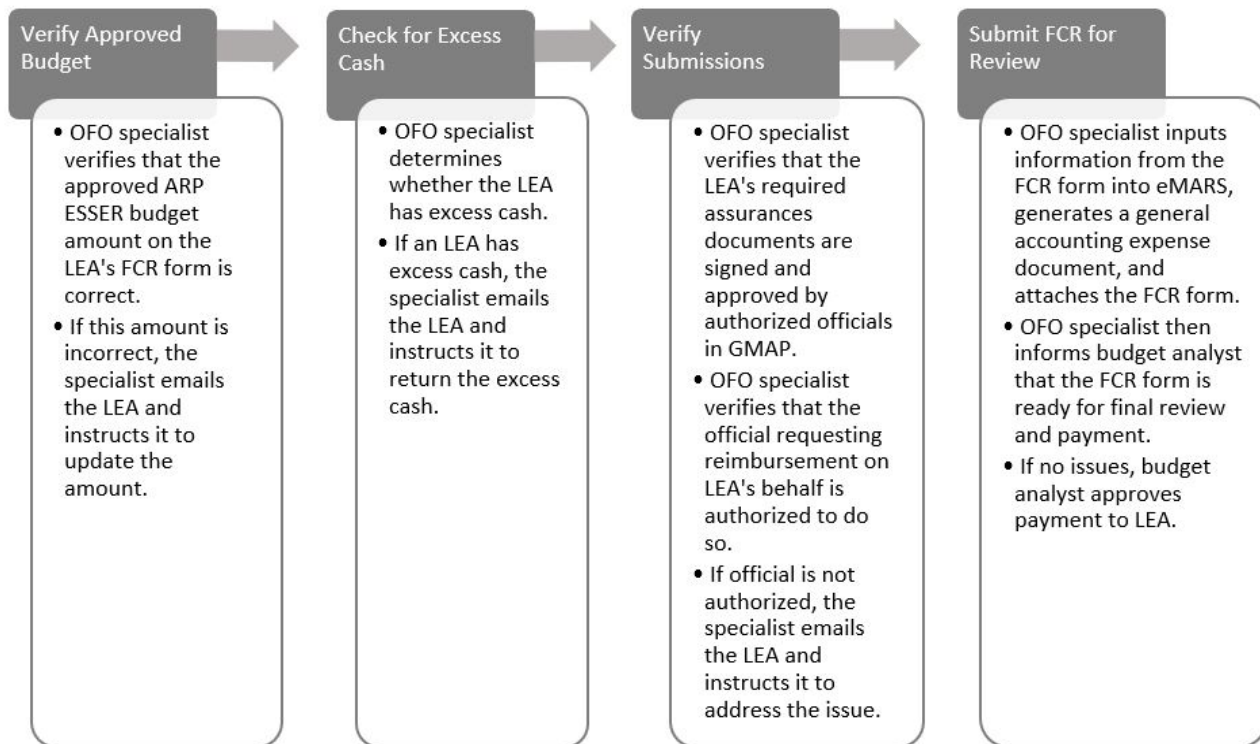 Verify Approved
Budget
• OFO specialist
verifies that the
approved ARP
ESSER budget
amount on the
LEA's FCR form is
correct.
• If this amount is
incorrect, the
specialist emails
the LEA and
instructs it to
update the
amount.
Check for Excess
Cash
• OFO specialist
determines
whether the LEA
has excess cash.
• If an LEA has
excess cash, the
specialist emails
the LEA and
instructs it to
return the excess
cash.
Verify
Submissions
• OFO specialist
verifies that the
LEA's required
assurances
documents are
signed and
approved by
authorized officials
in GMAP.
• OFO specialist
verifies that the
official requesting
reimbursement on
LEA's behalf is
authorized to do
so.
• If official is not
authorized, the
specialist emails
the LEA and
instructs it to
address the issue.
Submit FCR for
Review
• OFO specialist inputs
information from the
FCR form into eMARS,
generates a general
accounting expense
document, and
attaches the FCR form.
• OFO specialist then
informs budget analyst
that the FCR form is
ready for final review
and payment.
• If no issues, budget
analyst approves
payment to LEA.